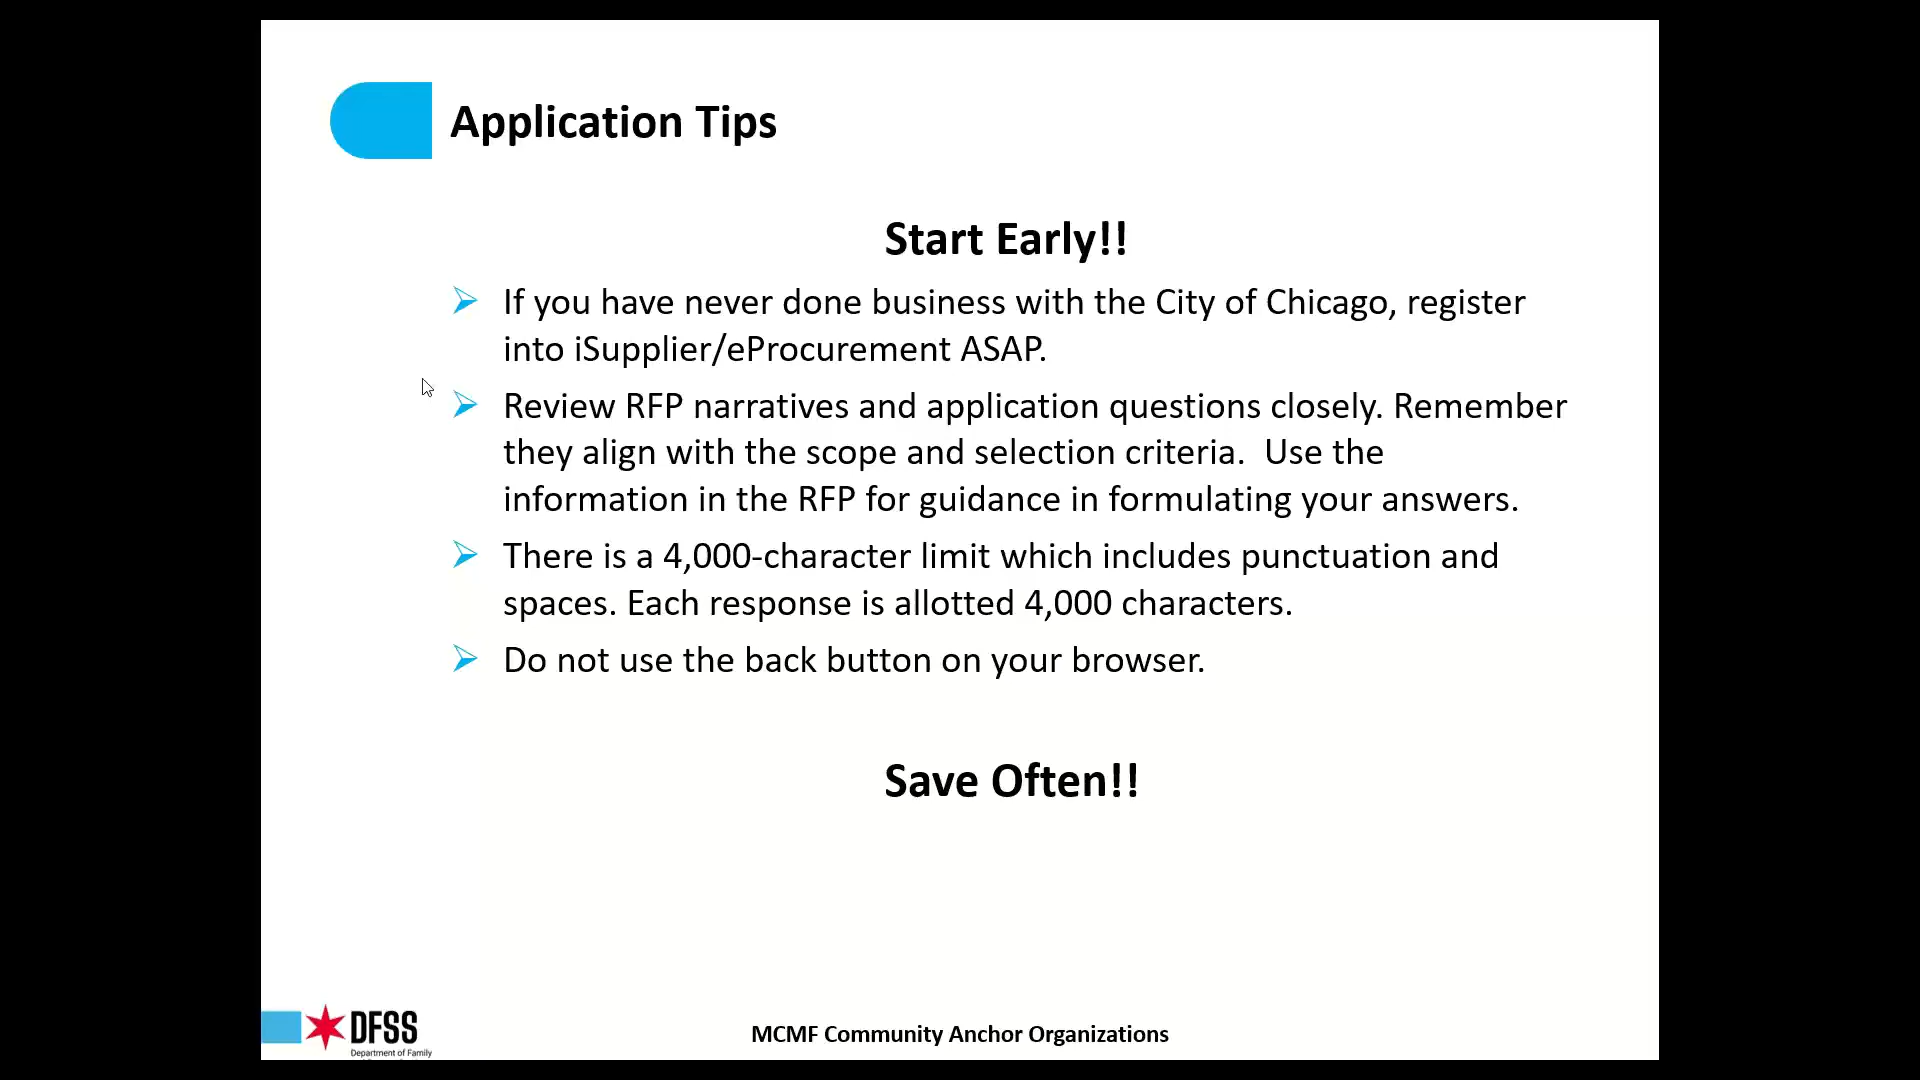 Application Tips
Start Early!!
If you have never done business with the City of Chicago, register
into iSupplier/eProcurement ASAP.
Review RFP narratives and application questions closely. Remember
they align with the scope and selection criteria.  Use the
information in the RFP for guidance in formulating your answers.
There is a 4,000-character limit which includes punctuation and
spaces. Each response is allotted 4,000 characters.
Do not use the back button on your browser.
Save Often!!
DFSS
Department of Family
MCMF Community Anchor Organizations